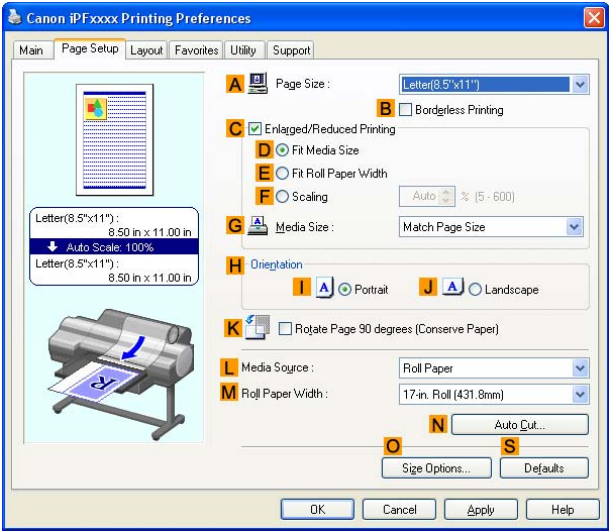 Canon iPFxxxx Printing Preferences
Main Page Setup Layout Favorites Utility Support
A Page Size : Letter(8.5"x11")
B Borderless Printing
C Enlarged/Reduced Printing
D Fit Media Size
E Fit Roll Paper Width
F Scaling Auto % (5 - 600)
G A Media Size : Match Page Size
H Orientation
I A Portrait J A Landscape
K Rotate Page 90 degrees (Conserve Paper)
L Media Source : Roll Paper
M Roll Paper Width : 17-in. Roll (431.8mm)
N Auto Cut...
O S
Size Options... Defaults
Letter(8.5"x11") :
8.50 in x 11.00 in
Auto Scale: 100%
Letter(8.5"x11") :
8.50 in x 11.00 in
R
OK Cancel Apply Help